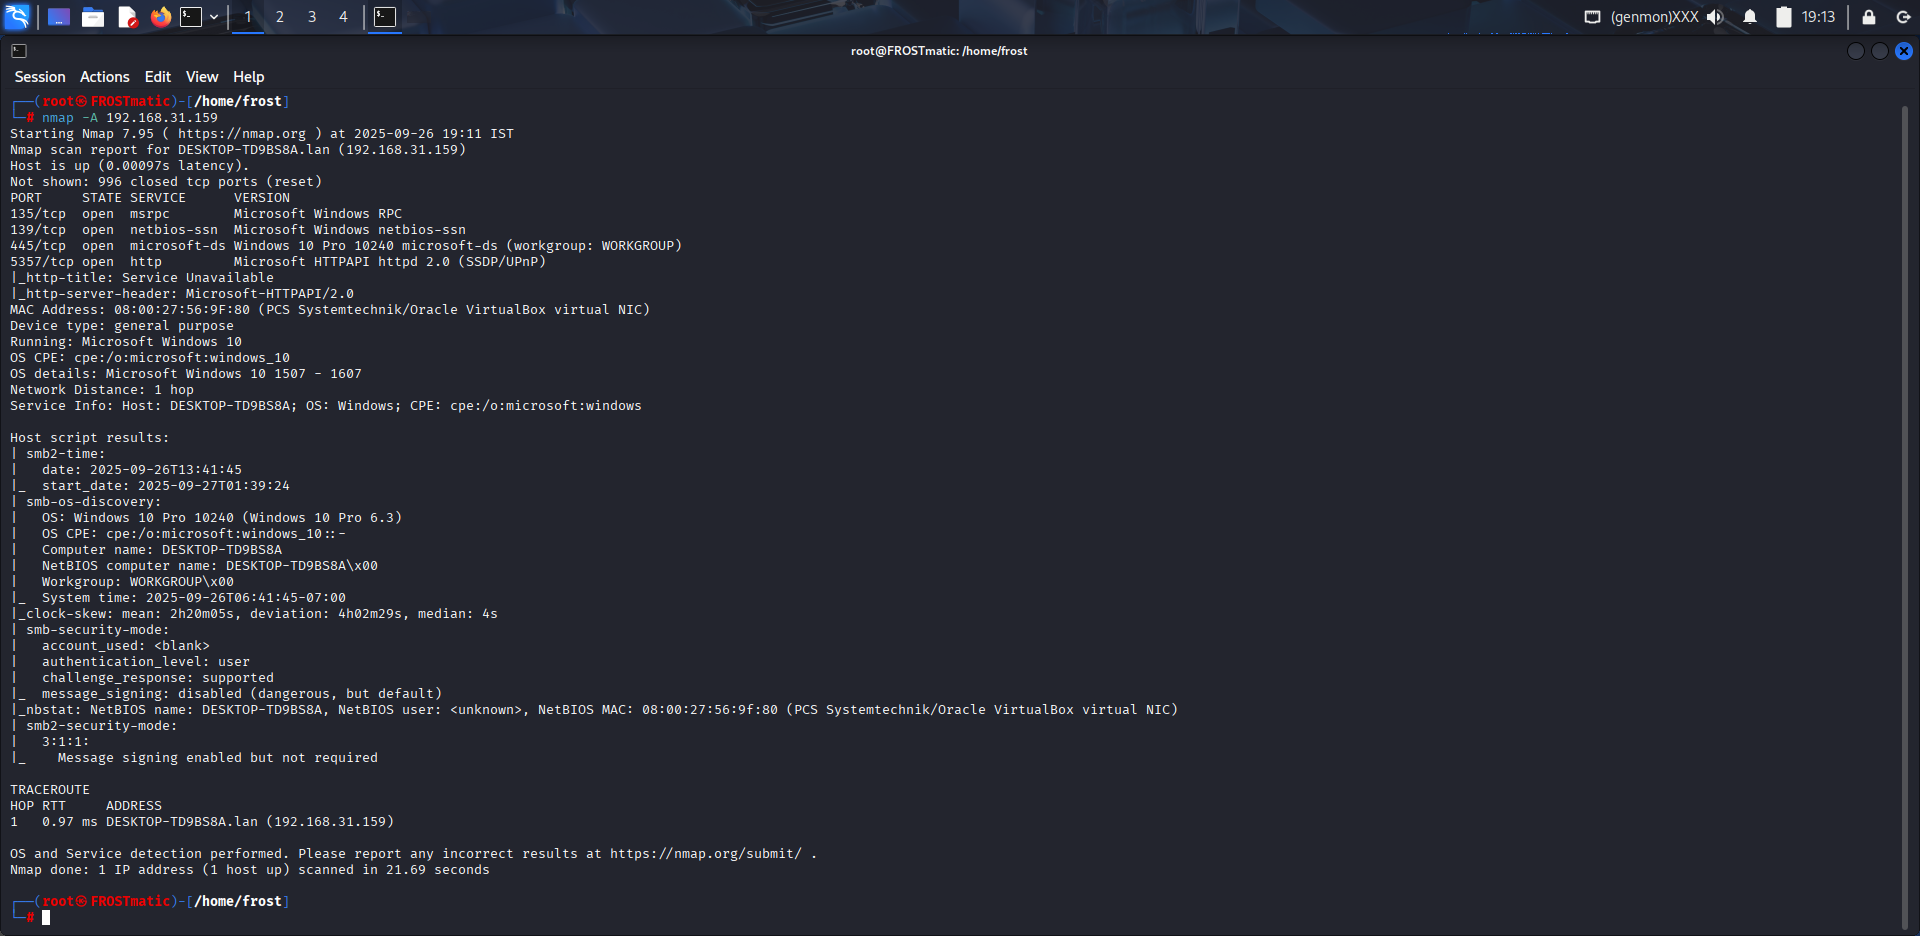 1 2 3 4 (genmon)XXX 19:13
root@FROSTmatic: /home/frost
Session Actions Edit View Help
┌──(root㉿FROSTmatic)-[/home/frost]
└─# nmap -A 192.168.31.159
Starting Nmap 7.95 ( https://nmap.org ) at 2025-09-26 19:11 IST
Nmap scan report for DESKTOP-TD9BS8A.lan (192.168.31.159)
Host is up (0.00097s latency).
Not shown: 996 closed tcp ports (reset)
PORT     STATE SERVICE      VERSION
135/tcp  open  msrpc        Microsoft Windows RPC
139/tcp  open  netbios-ssn  Microsoft Windows netbios-ssn
445/tcp  open  microsoft-ds Windows 10 Pro 10240 microsoft-ds (workgroup: WORKGROUP)
5357/tcp open  http         Microsoft HTTPAPI httpd 2.0 (SSDP/UPnP)
|_http-title: Service Unavailable
|_http-server-header: Microsoft-HTTPAPI/2.0
MAC Address: 08:00:27:56:9F:80 (PCS Systemtechnik/Oracle VirtualBox virtual NIC)
Device type: general purpose
Running: Microsoft Windows 10
OS CPE: cpe:/o:microsoft:windows_10
OS details: Microsoft Windows 10 1507 - 1607
Network Distance: 1 hop
Service Info: Host: DESKTOP-TD9BS8A; OS: Windows; CPE: cpe:/o:microsoft:windows
Host script results:
| smb2-time:
|   date: 2025-09-26T13:41:45
|_  start_date: 2025-09-27T01:39:24
| smb-os-discovery:
|   OS: Windows 10 Pro 10240 (Windows 10 Pro 6.3)
|   OS CPE: cpe:/o:microsoft:windows_10::-
|   Computer name: DESKTOP-TD9BS8A
|   NetBIOS computer name: DESKTOP-TD9BS8A\x00
|   Workgroup: WORKGROUP\x00
|_  System time: 2025-09-26T06:41:45-07:00
|_clock-skew: mean: 2h20m05s, deviation: 4h02m29s, median: 4s
| smb-security-mode:
|   account_used: <blank>
|   authentication_level: user
|   challenge_response: supported
|_  message_signing: disabled (dangerous, but default)
|_nbstat: NetBIOS name: DESKTOP-TD9BS8A, NetBIOS user: <unknown>, NetBIOS MAC: 08:00:27:56:9f:80 (PCS Systemtechnik/Oracle VirtualBox virtual NIC)
| smb2-security-mode:
|   3:1:1:
|_    Message signing enabled but not required
TRACEROUTE
HOP RTT     ADDRESS
1   0.97 ms DESKTOP-TD9BS8A.lan (192.168.31.159)
OS and Service detection performed. Please report any incorrect results at https://nmap.org/submit/ .
Nmap done: 1 IP address (1 host up) scanned in 21.69 seconds
┌──(root㉿FROSTmatic)-[/home/frost]
└─#